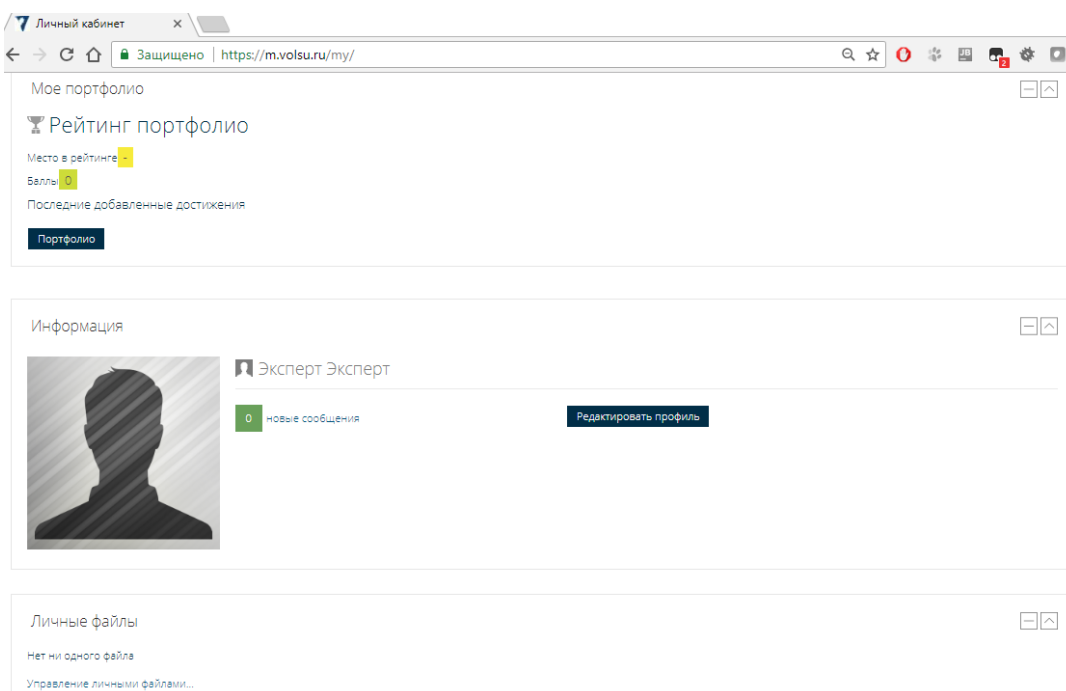 Личный кабинет
Защищено | https://m.volsu.ru/my/
2
Мое портфолио
Рейтинг портфолио
Место в рейтинге -
Баллы 0
Последние добавленные достижения
Портфолио
Информация
Эксперт Эксперт
0 новые сообщения
Редактировать профиль
Личные файлы
Нет ни одного файла
Управление личными файлами...